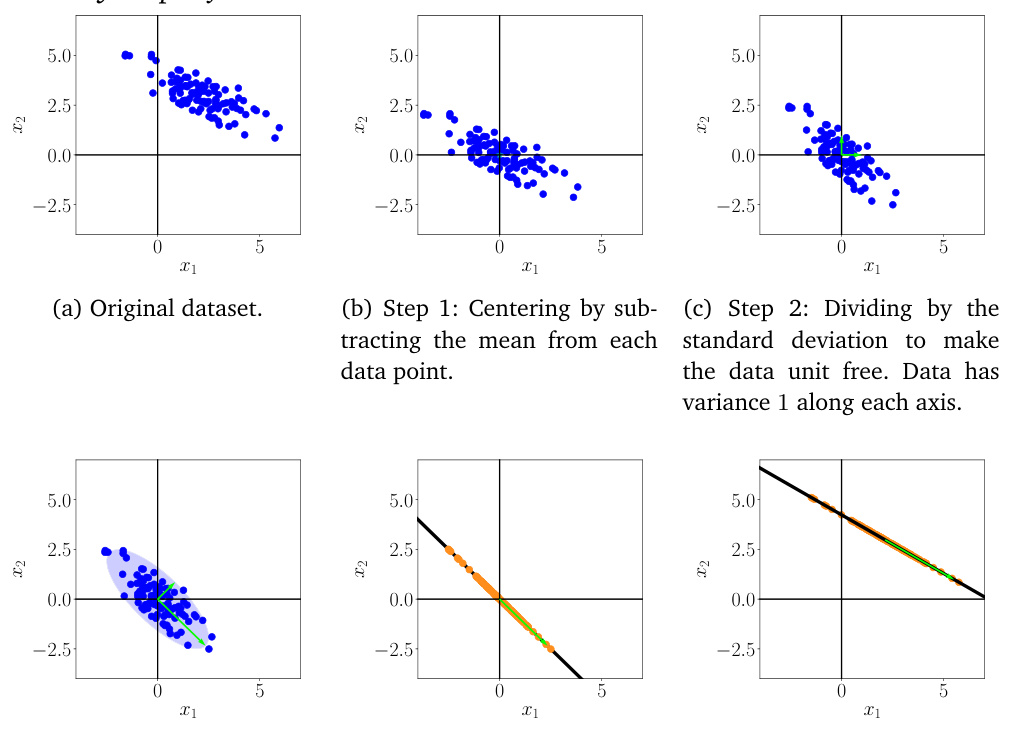 5.0
2.5
0.0
−2.5
x2
0 5
x1
5.0
2.5
0.0
−2.5
x2
0 5
x1
5.0
2.5
0.0
−2.5
x2
0 5
x1
(a) Original dataset.
(b) Step 1: Centering by sub-
tracting the mean from each
data point.
(c) Step 2: Dividing by the
standard deviation to make
the data unit free. Data has
variance 1 along each axis.
5.0
2.5
0.0
−2.5
x2
0 5
x1
5.0
2.5
0.0
−2.5
x2
0 5
x1
5.0
2.5
0.0
−2.5
x2
0 5
x1